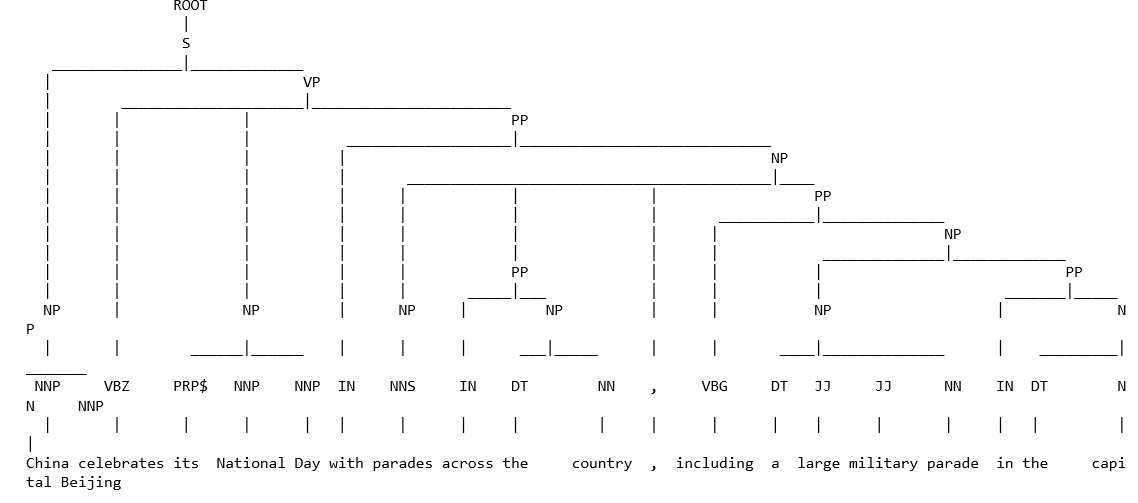 ROOT
S
VP
PP
NP
PP
NP
PP PP
NP NP NP NP NP N
P
NNP VBZ PRP$ NNP NNP IN NNS IN DT NN , VBG DT JJ JJ NN IN DT N
N NNP
China celebrates its National Day with parades across the country , including a large military parade in the capi
tal Beijing